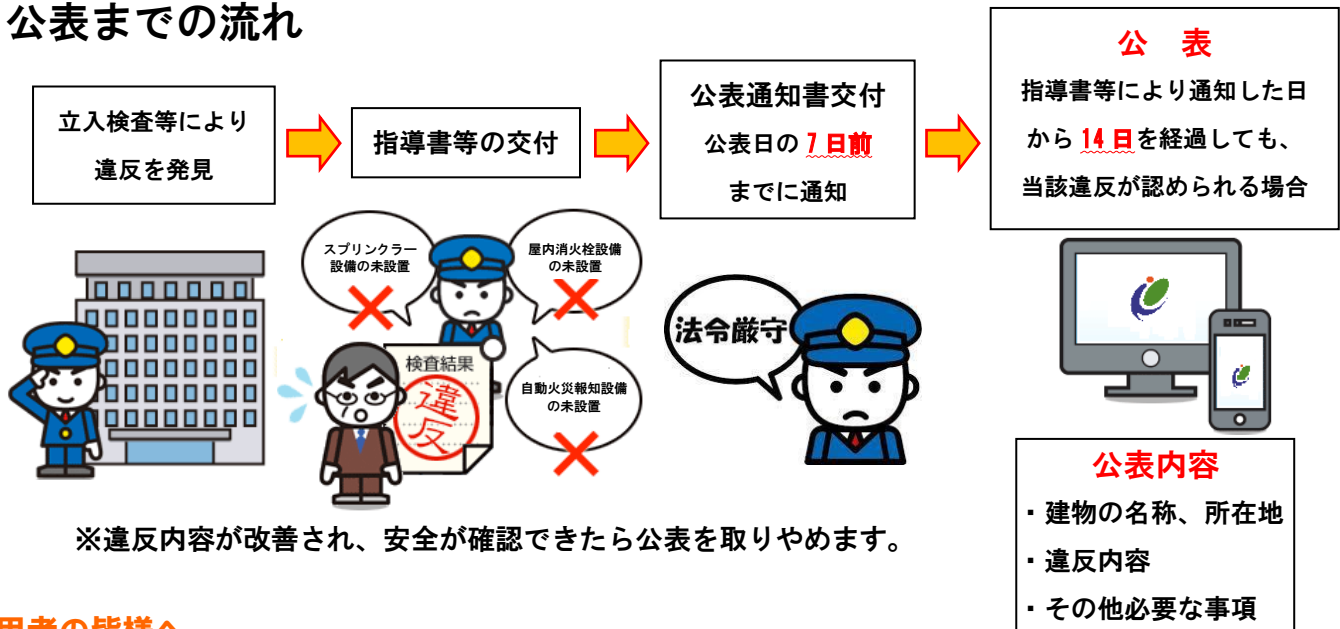 公表までの流れ
立入検査等により
違反を発見
指導書等の交付
公表通知書交付
公表日の7日前
までに通知
公 表
指導書等により通知した日
から14日を経過しても、
当該違反が認められる場合
スプリンクラー
設備の未設置
屋内消火栓設備
の未設置
検査結果
違反
自動火災報知設備
の未設置
法令厳守
公表内容
・建物の名称、所在地
・違反内容
・その他必要な事項
※違反内容が改善され、安全が確認できたら公表を取りやめます。
用者の皆様へ